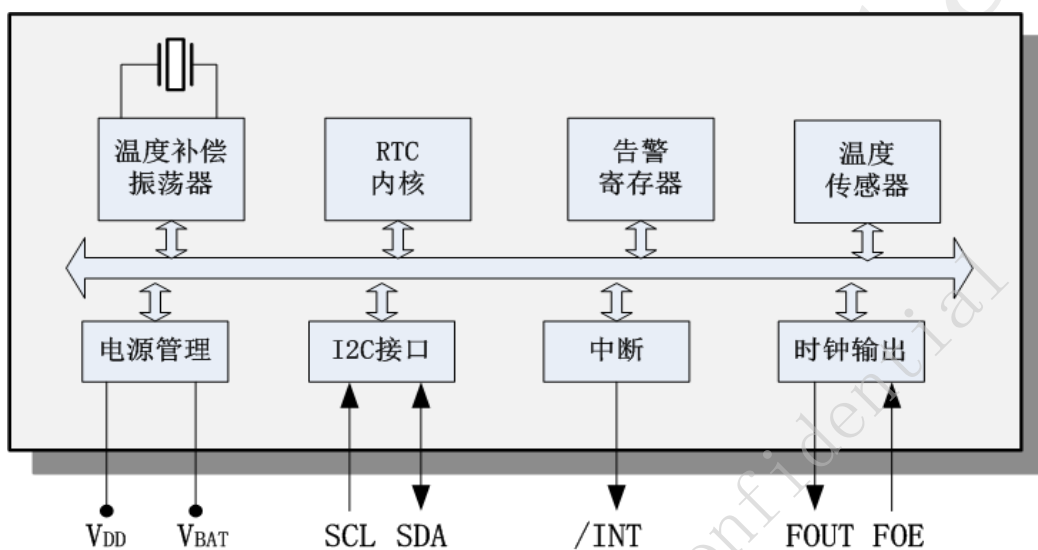 温度补偿
振荡器
RTC
内核
告警
寄存器
温度
传感器
电源管理
I2C接口
中断
时钟输出
VDD
VBAT
SCL
SDA
/INT
FOUT
FOE